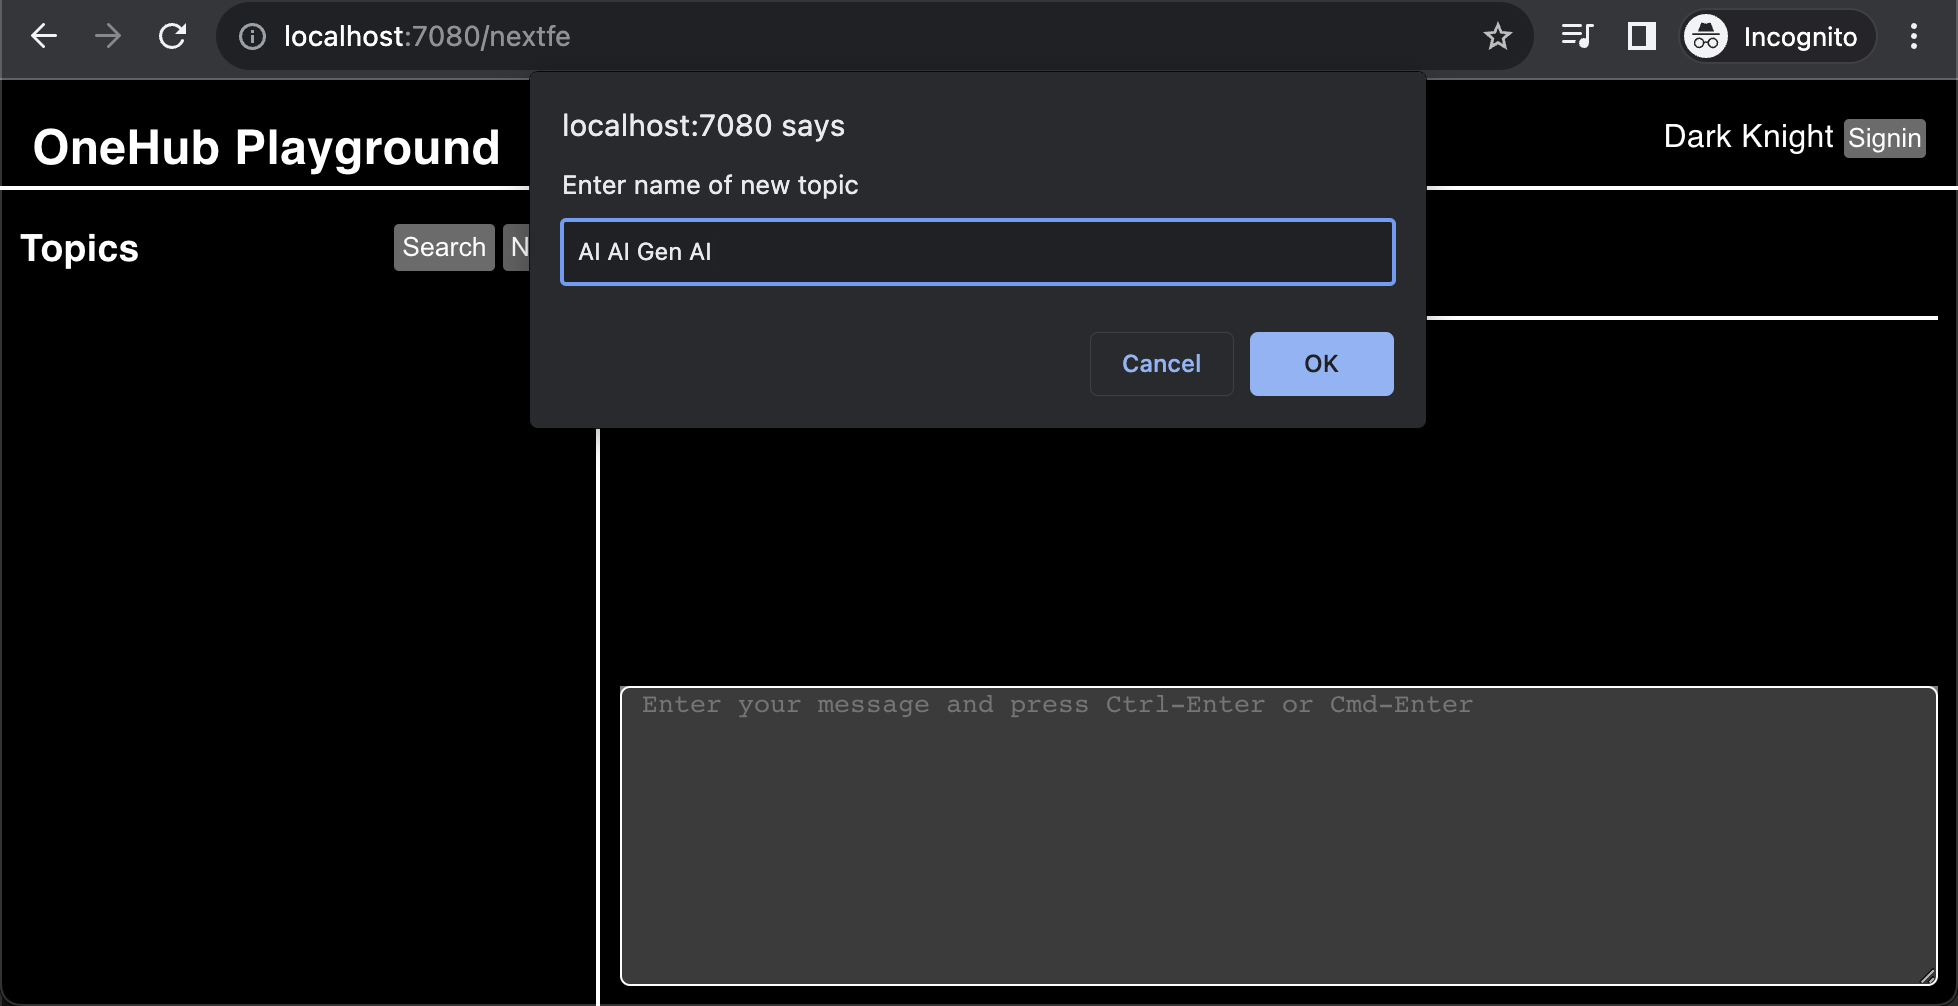 localhost:7080/nextfe
Incognito
localhost:7080 says
Enter name of new topic
AI AI Gen AI
Cancel
OK
OneHub Playground
Dark Knight
Signin
Topics
Search
N
Enter your message and press Ctrl-Enter or Cmd-Enter